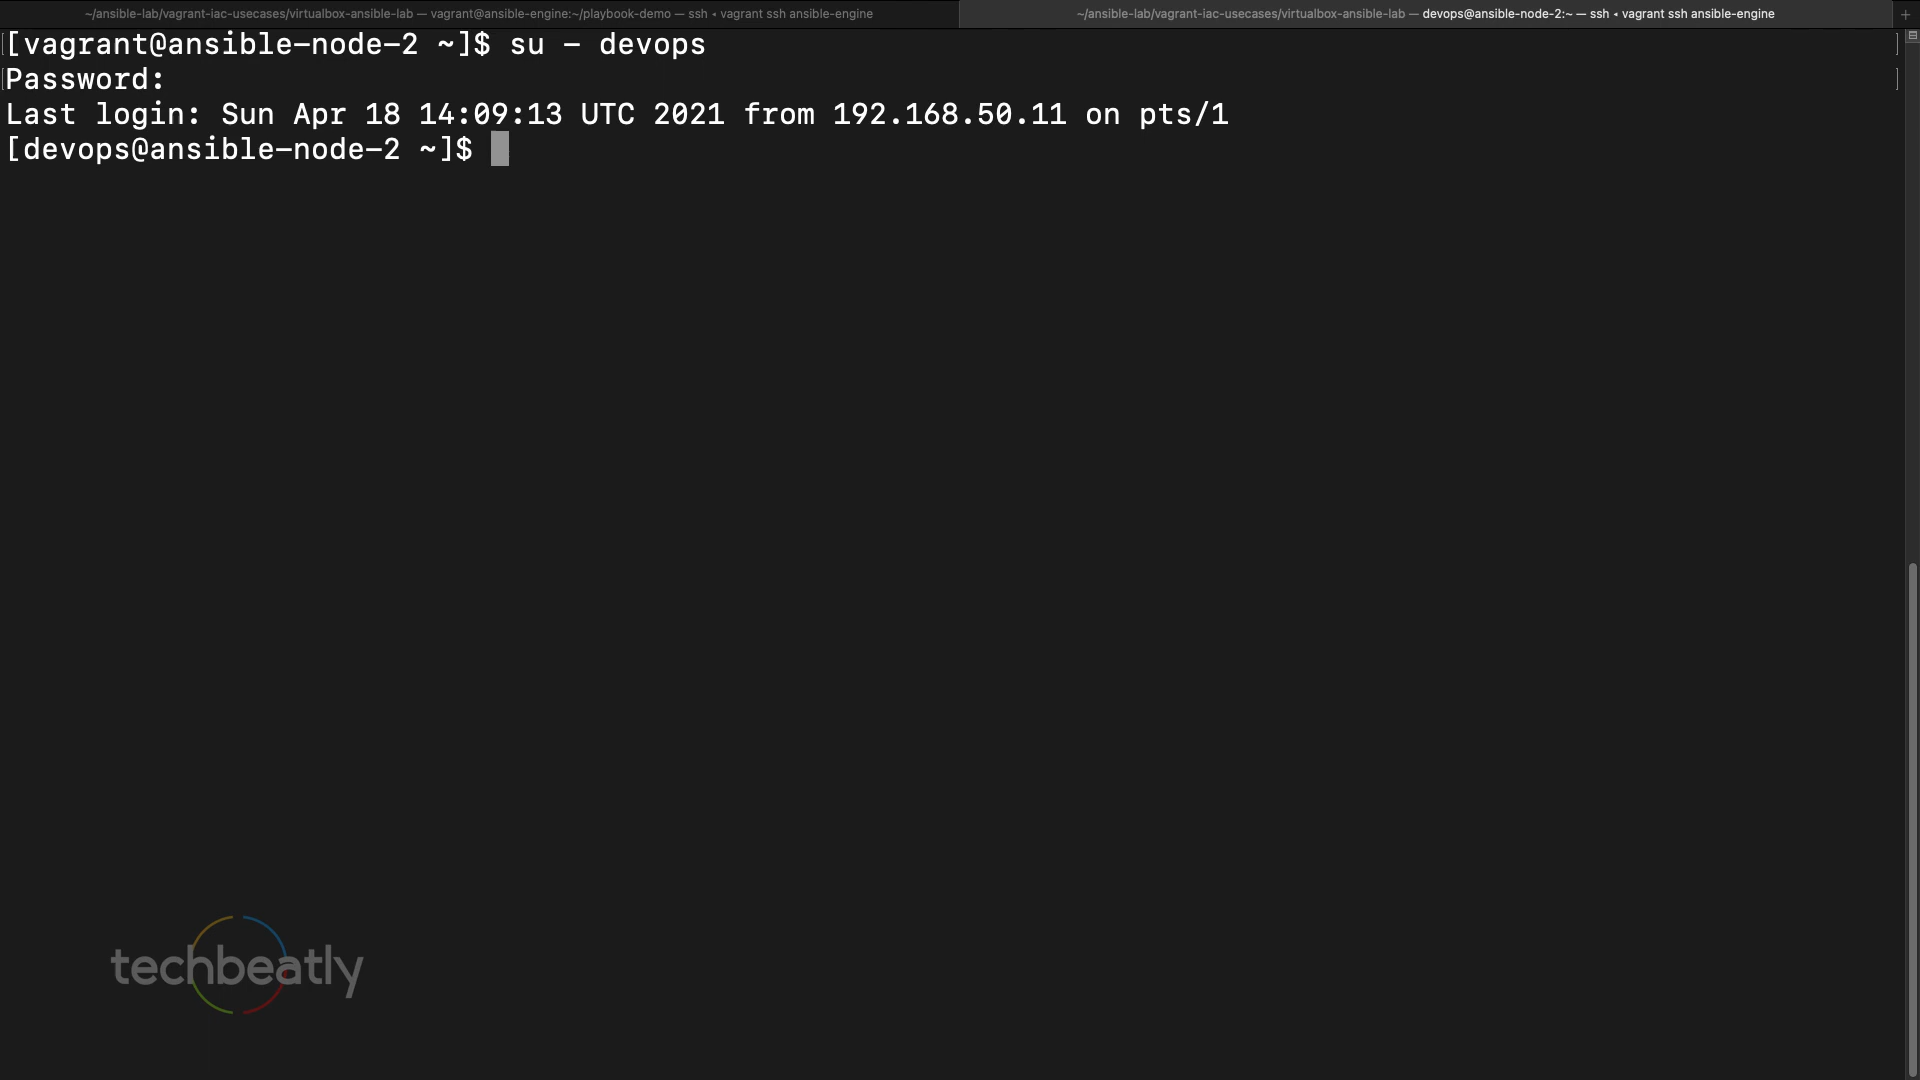 ~/ansible-lab/vagrant-iac-usecases/virtualbox-ansible-lab — vagrant@ansible-engine:~/playbook-demo — ssh ◂ vagrant ssh ansible-engine
~/ansible-lab/vagrant-iac-usecases/virtualbox-ansible-lab — devops@ansible-node-2:~ — ssh ◂ vagrant ssh ansible-engine
[vagrant@ansible-node-2 ~]$ su - devops
Password:
Last login: Sun Apr 18 14:09:13 UTC 2021 from 192.168.50.11 on pts/1
[devops@ansible-node-2 ~]$
techbeatly